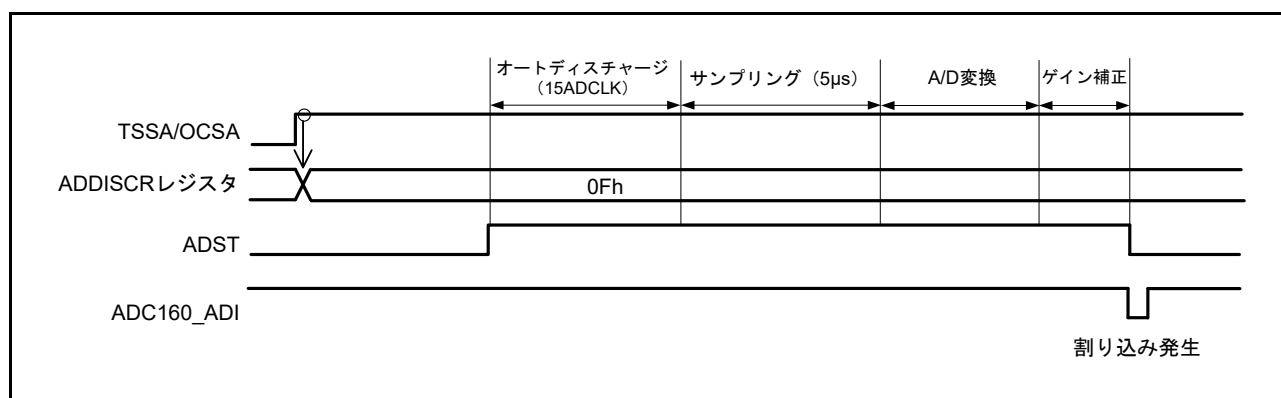 オートディスチャージ
（15ADCLK）
サンプリング（5μs）
A/D変換
ゲイン補正
TSSA/OCSA
ADDISCRレジスタ
0Fh
ADST
ADC160_ADI
割り込み発生